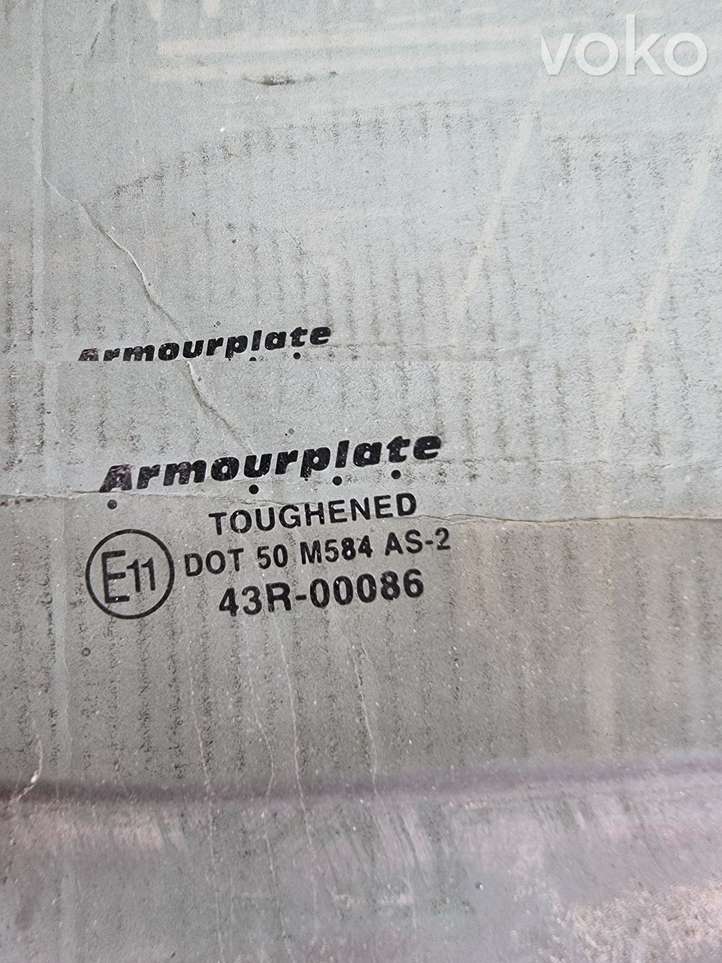 voko
Armourplate
Armourplate
TOUGHENED
E11
DOT 50 M584 AS-2
43R-00086